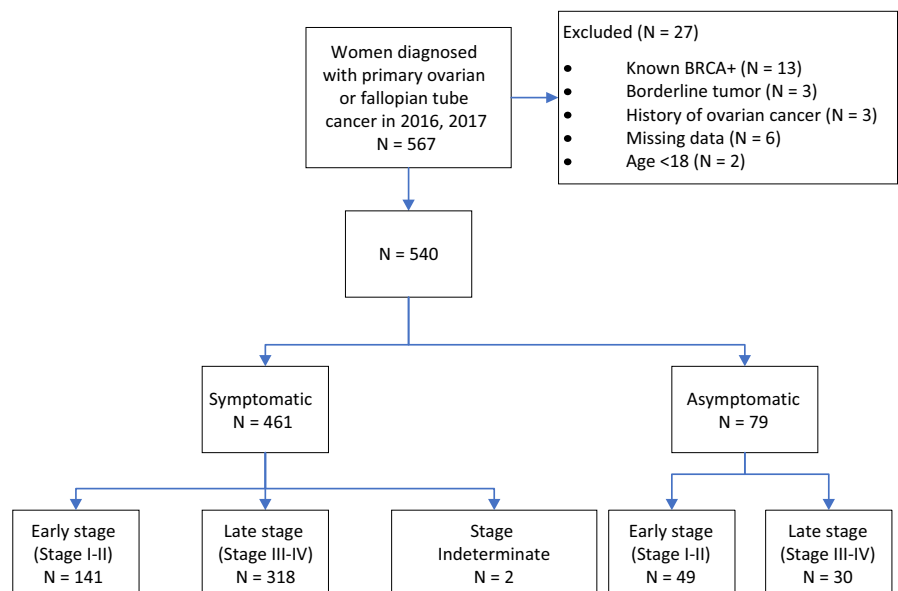 Women diagnosed
with primary ovarian
or fallopian tube
cancer in 2016, 2017
N = 567
Excluded (N = 27)
• Known BRCA+ (N = 13)
• Borderline tumor (N = 3)
• History of ovarian cancer (N = 3)
• Missing data (N = 6)
• Age <18 (N = 2)
N = 540
Symptomatic
N = 461
Asymptomatic
N = 79
Early stage
(Stage I-II)
N = 141
Late stage
(Stage III-IV)
N = 318
Stage
Indeterminate
N = 2
Early stage
(Stage I-II)
N = 49
Late stage
(Stage III-IV)
N = 30